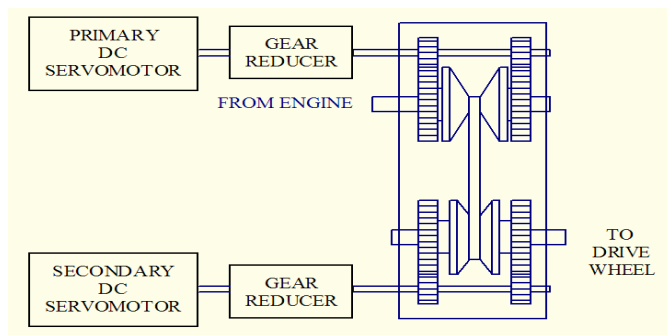 PRIMARY
DC
SERVOMOTOR
GEAR
REDUCER
FROM ENGINE
TO
DRIVE
WHEEL
SECONDARY
DC
SERVOMOTOR
GEAR
REDUCER